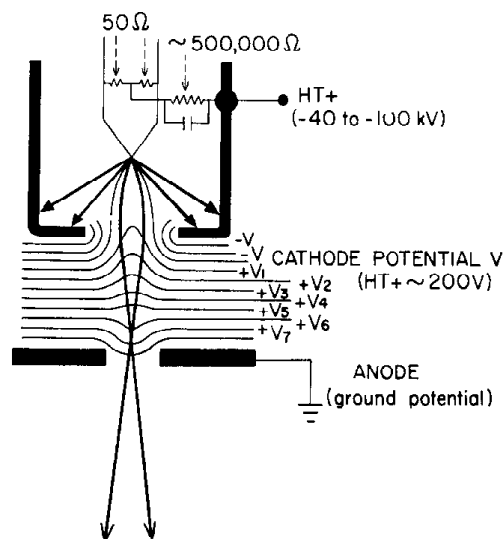 50Ω
~500,000Ω
HT+
(-40 to -100 kV)
-V
-V
CATHODE POTENTIAL V
(HT+ ~ 200V)
+V1
+V2
+V3
+V4
+V5
+V6
+V7
ANODE
(ground potential)